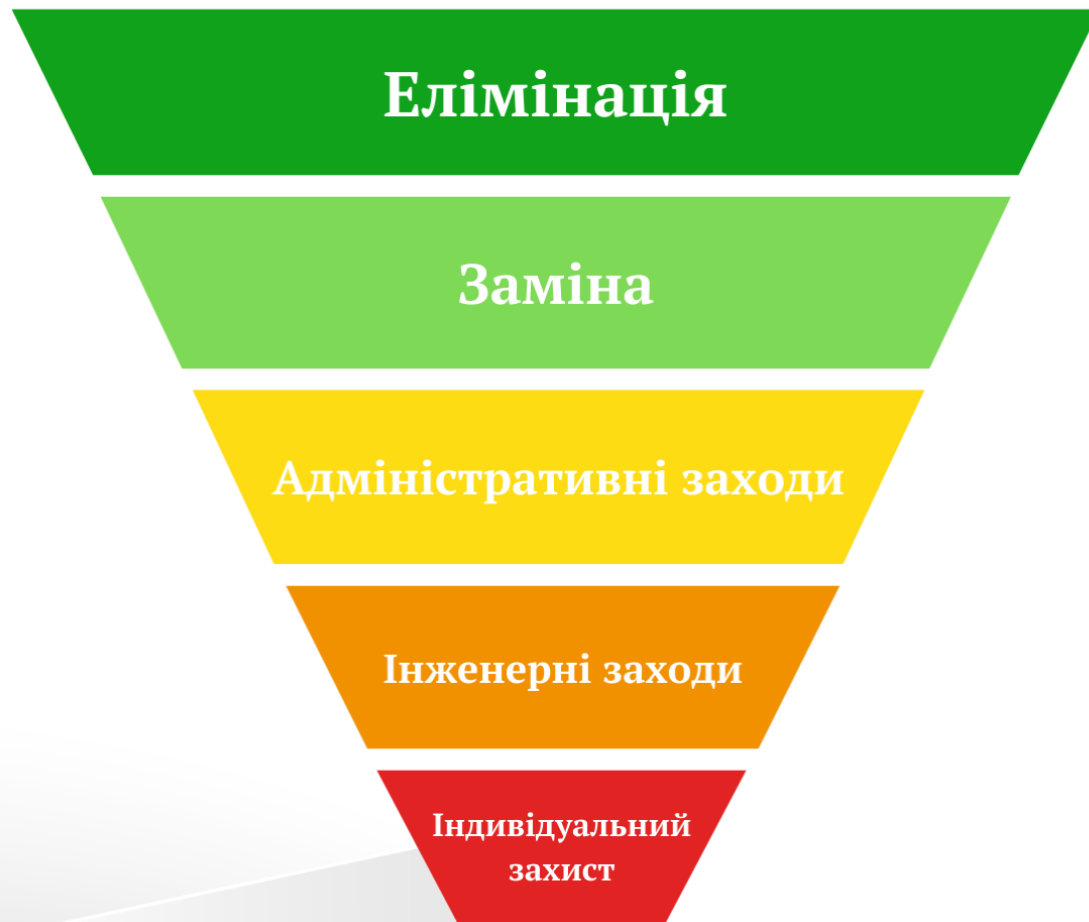 Елімінація
Заміна
Адміністративні заходи
Інженерні заходи
Індивідуальний
захист